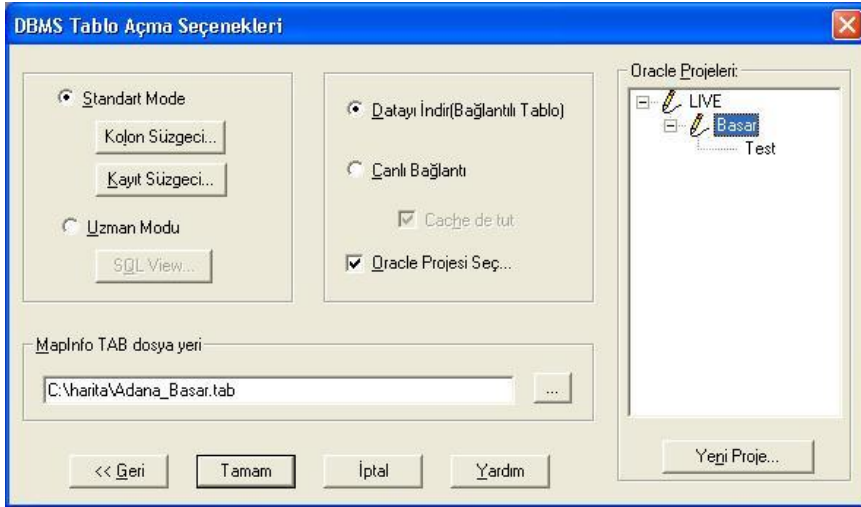 DBMS Tablo Açma Seçenekleri
Standart Mode
Kolon Süzgeci...
Kayıt Süzgeci...
Uzman Modu
SQL View...
Datayı İndir(Bağlantılı Tablo)
Canlı Bağlantı
Cache de tut
Oracle Projesi Seç...
Oracle Projeleri:
LIVE
Basar
Test
Yeni Proje...
MapInfo TAB dosya yeri
C:\harita\Adana_Basar.tab
...
<< Geri
Tamam
İptal
Yardım